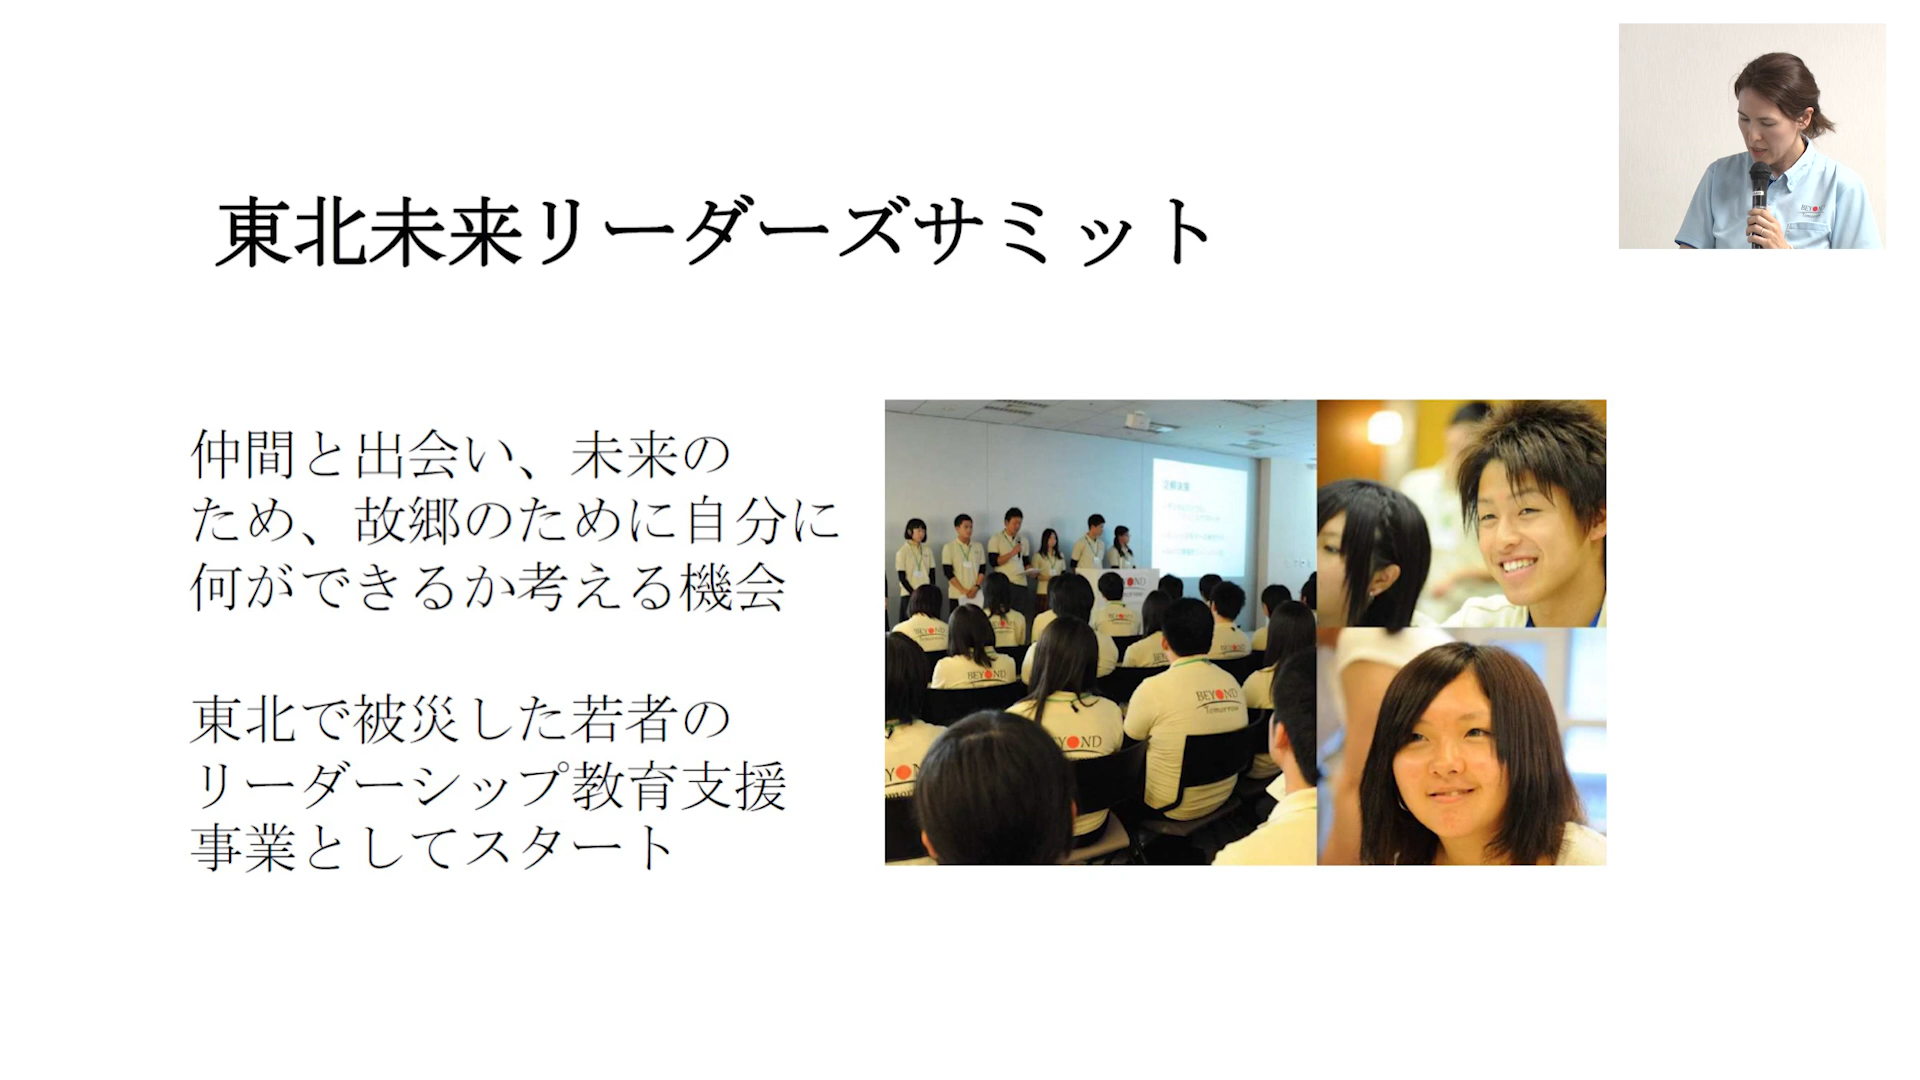 東北未来リーダーズサミット
仲間と出会い、未来の
ため、故郷のために自分に
何ができるか考える機会
東北で被災した若者の
リーダーシップ教育支援
事業としてスタート
BEYOND
BEYOND
Tomorrow